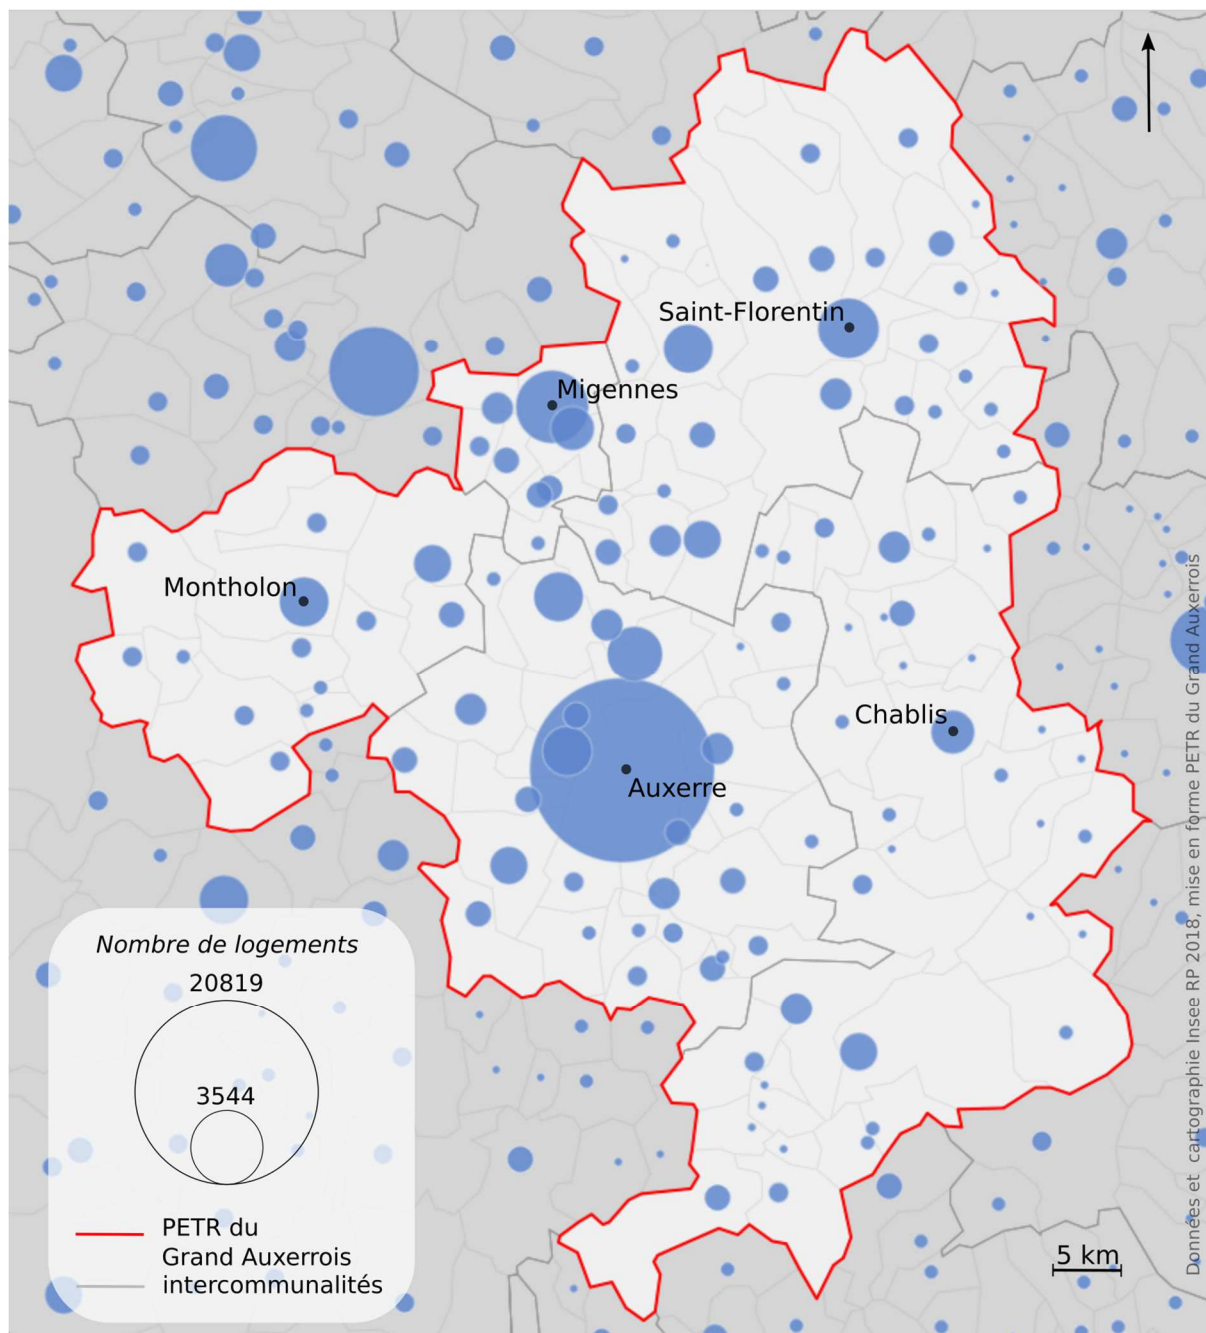 Saint-Florentin
Migennes
Montholon
Chablis
Auxerre
Nombre de logements
20819
3544
PETR du
Grand Auxerrois
intercommunalités
5 km
Données et cartographie Insee RP 2018, mise en forme PETR du Grand Auxerrois